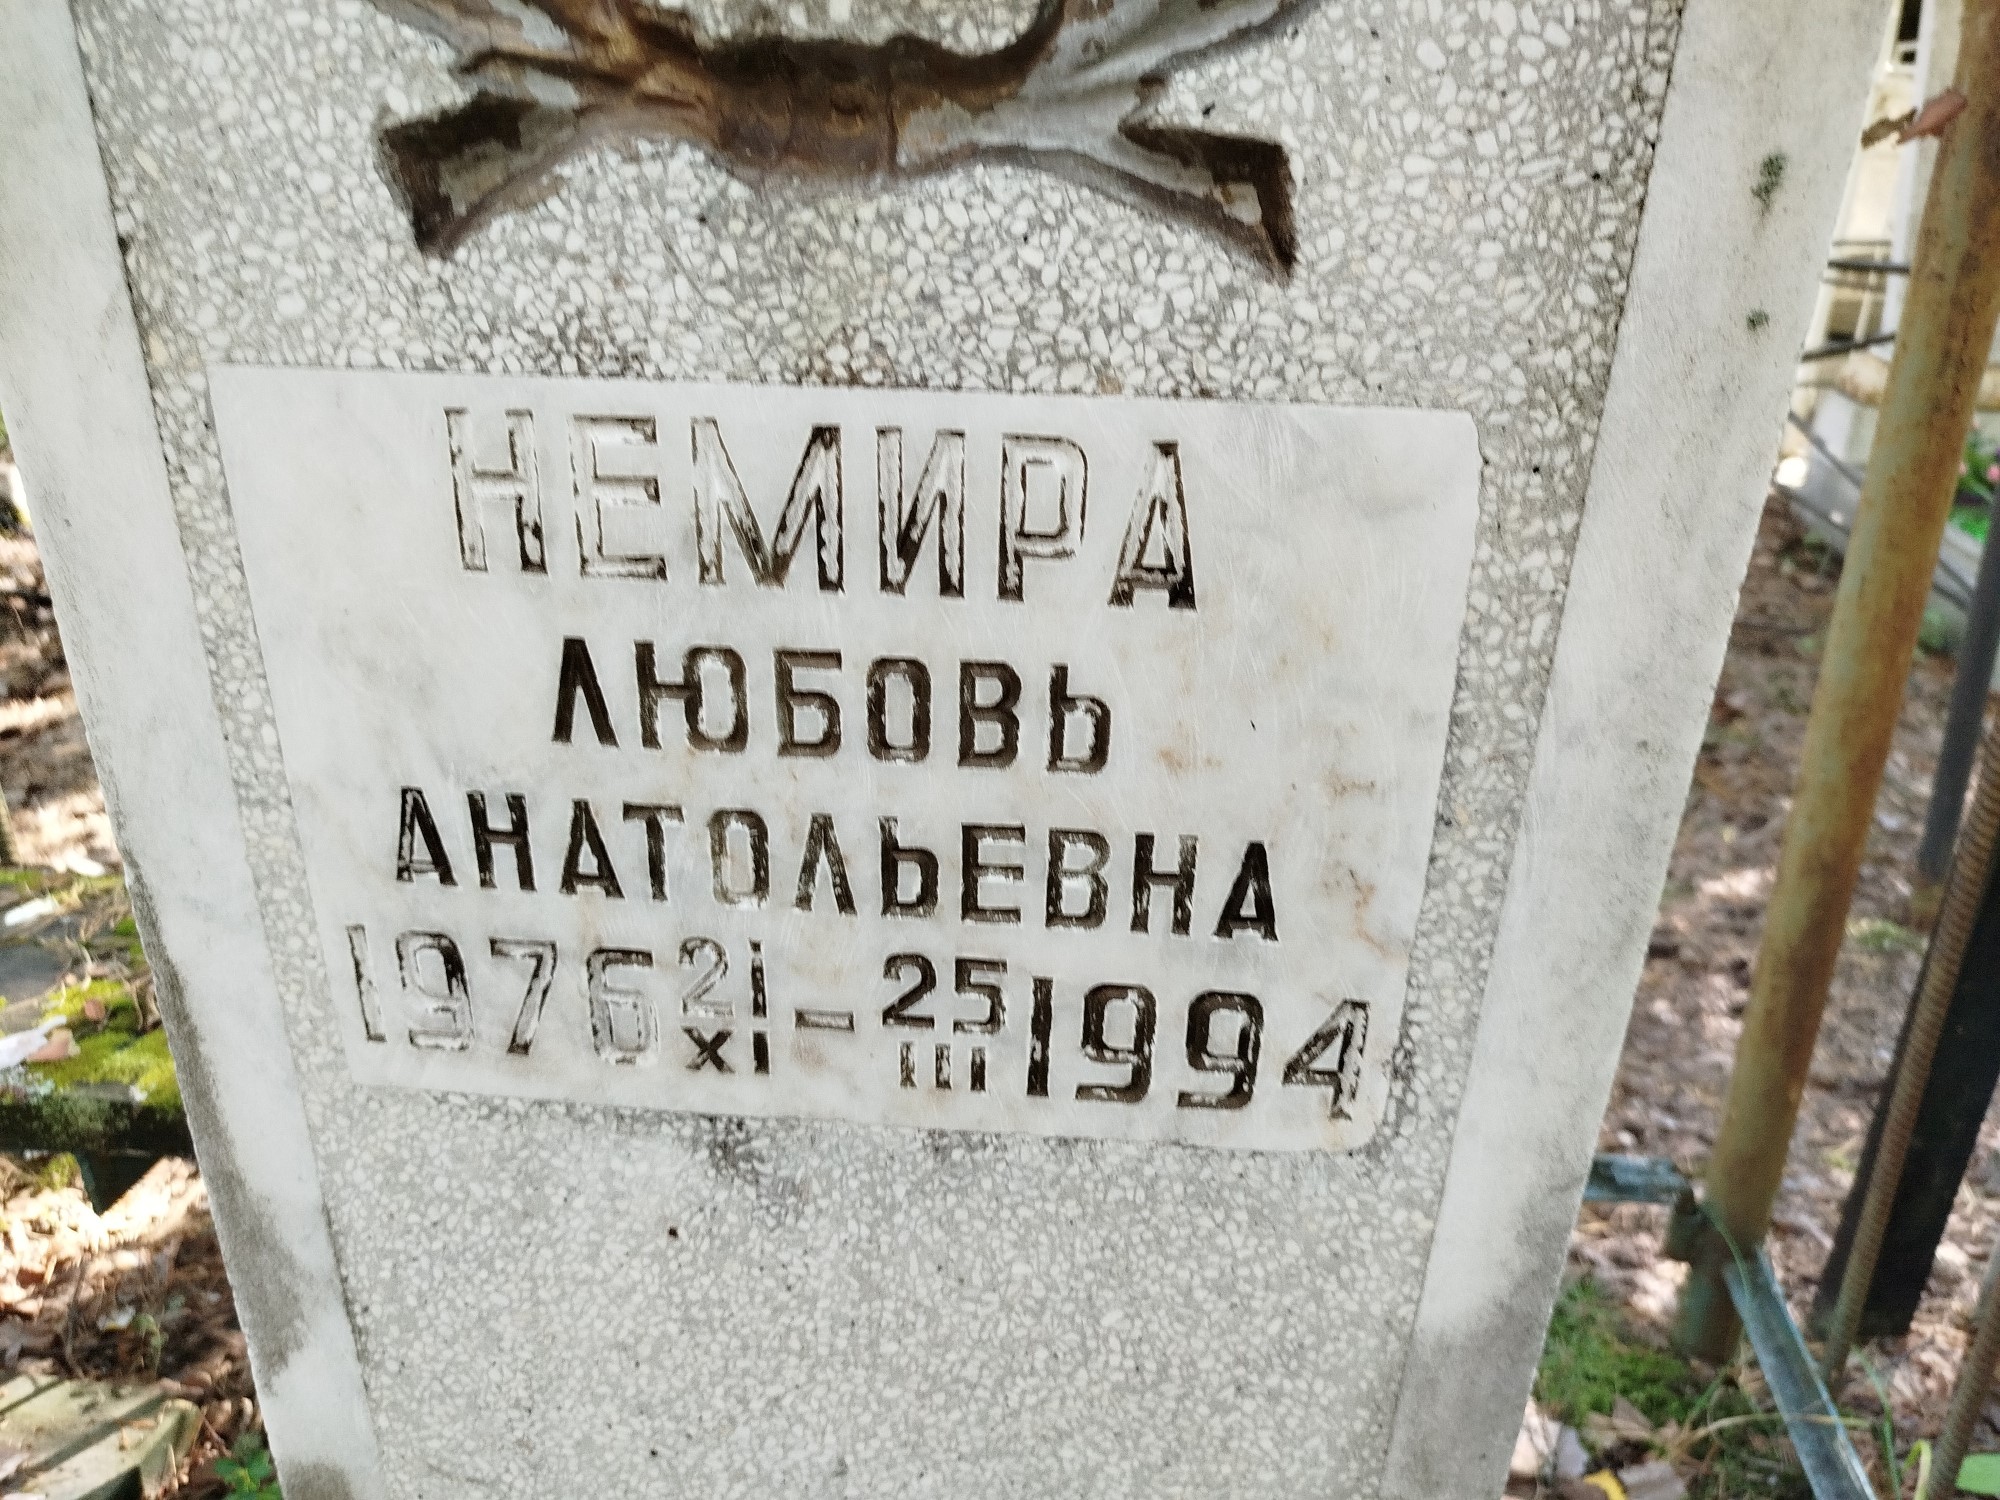 НЕМИРА
ЛЮБОВЬ
АНАТОЛЬЕВНА
1976 21/XI - 25/III 1994